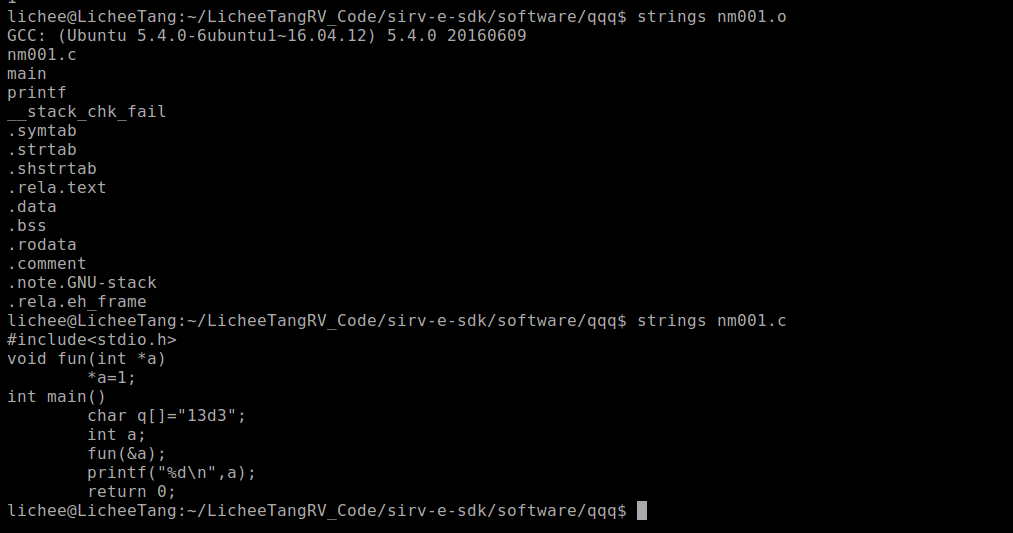 lichee@LicheeTang:~/LicheeTangRV_Code/sirv-e-sdk/software/qqq$ strings nm001.o
GCC: (Ubuntu 5.4.0-6ubuntu1~16.04.12) 5.4.0 20160609
nm001.c
main
printf
__stack_chk_fail
.symtab
.strtab
.shstrtab
.rela.text
.data
.bss
.rodata
.comment
.note.GNU-stack
.rela.eh_frame
lichee@LicheeTang:~/LicheeTangRV_Code/sirv-e-sdk/software/qqq$ strings nm001.c
#include<stdio.h>
void fun(int *a)
        *a=1;
int main()
        char q[]="13d3";
        int a;
        fun(&a);
        printf("%d\n",a);
        return 0;
lichee@LicheeTang:~/LicheeTangRV_Code/sirv-e-sdk/software/qqq$